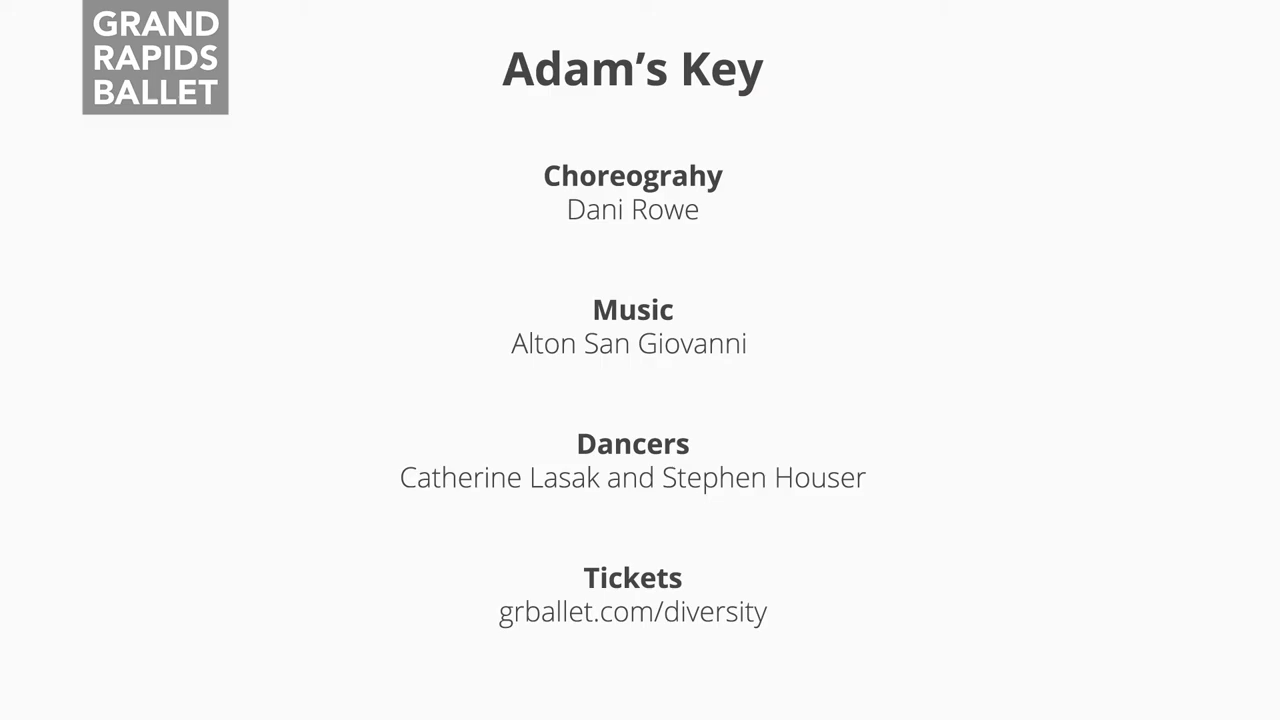 GRAND
RAPIDS
BALLET
Adam’s Key
Choreograhy
Dani Rowe
Music
Alton San Giovanni
Dancers
Catherine Lasak and Stephen Houser
Tickets
grballet.com/diversity